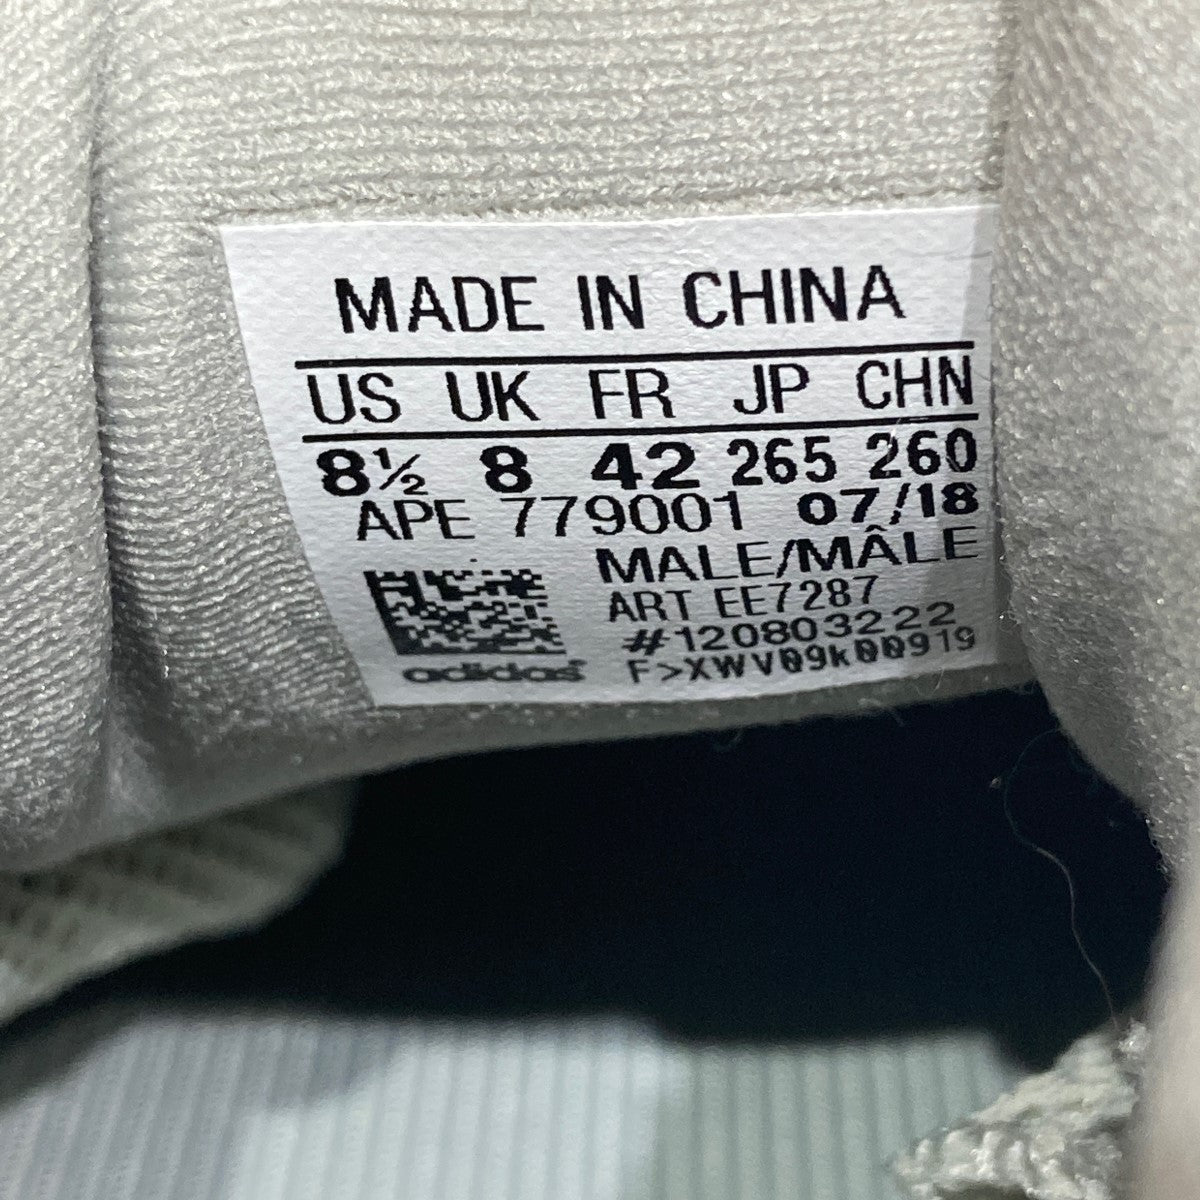 MADE IN CHINA
US UK FR JP CHN
8½ 8 42 265 260
APE 779001 07/18
MALE/MÂLE
ART EE7287
#120803222
F>XWV09k00919
adidas